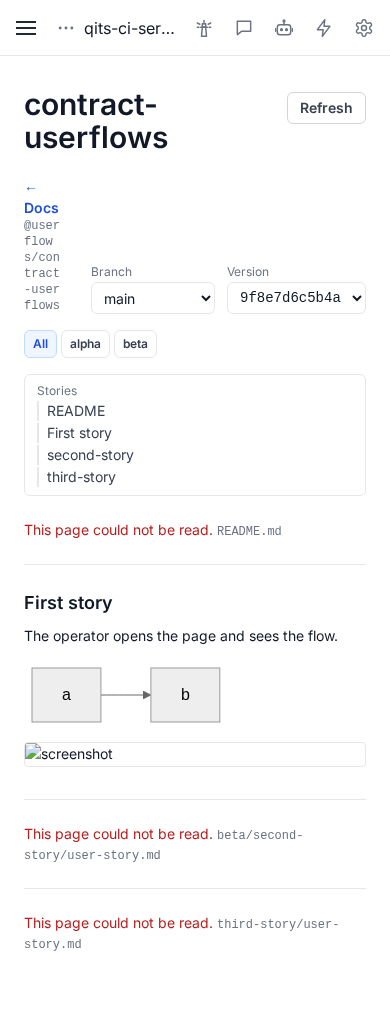 qits-ci-ser…
contract-
userflows
Refresh
←
Docs
@user
flow
s/con
tract
-user
flows
Branch
main
Version
9f8e7d6c5b4a
All
alpha
beta
Stories
README
First story
second-story
third-story
This page could not be read. README.md
First story
The operator opens the page and sees the flow.
a
b
screenshot
This page could not be read. beta/second-
story/user-story.md
This page could not be read. third-story/user-
story.md